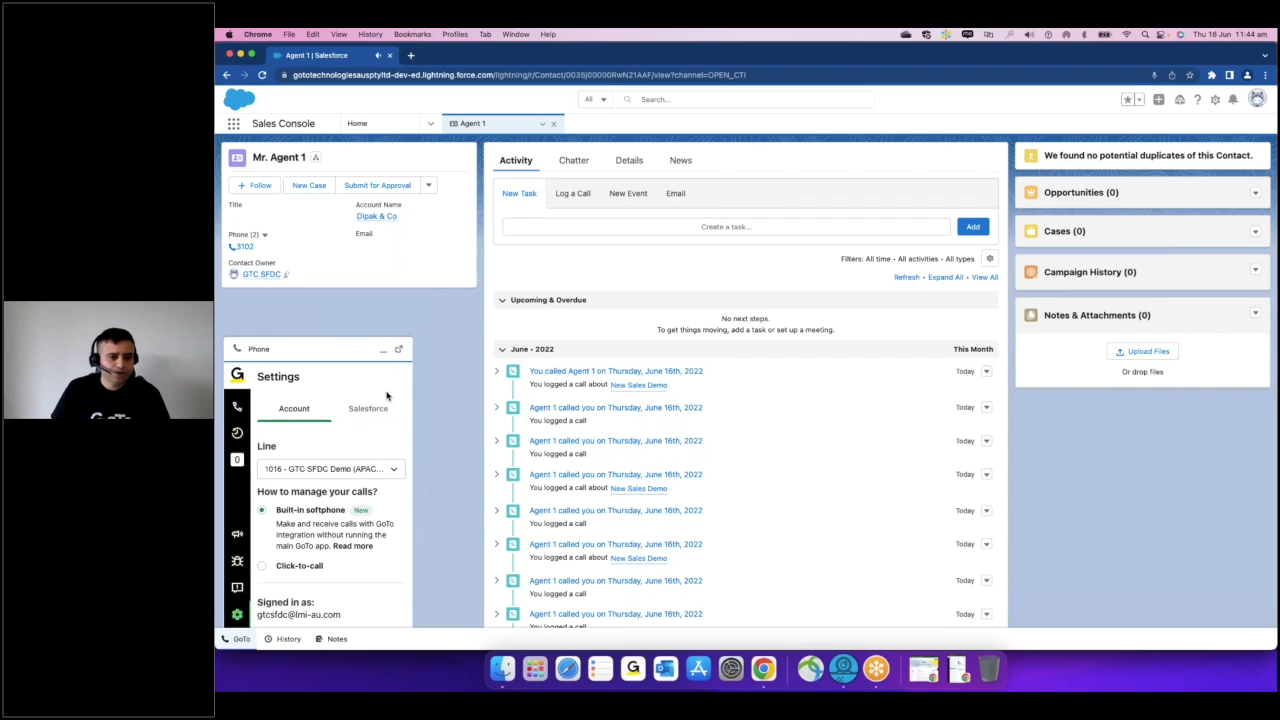 Chrome File Edit View History Bookmarks Profiles Tab Window Help
Thu 16 Jun 11:44 am
Agent 1 | Salesforce
gototechnologiesausptyltd-dev-ed.lightning.force.com/lightning/r/Contact/0035j00000RwN21AAF/view?channel=OPEN_CTI
All
Search...
Sales Console
Home
Agent 1
Mr. Agent 1
Follow
New Case
Submit for Approval
Title
Account Name
Dipak & Co
Phone (2)
Email
3102
Contact Owner
GTC SFDC
Phone
G
Settings
Account
Salesforce
Line
1016 - GTC SFDC Demo (APAC...
0
How to manage your calls?
Built-in softphone New
Make and receive calls with GoTo
Integration without running the
main GoTo app. Read more
Click-to-call
Signed in as:
gtcsfdc@lmi-au.com
Activity
Chatter
Details
News
New Task
Log a Call
New Event
Email
Create a task...
Add
Filters: All time • All activities • All types
Refresh • Expand All • View All
Upcoming & Overdue
No next steps.
To get things moving, add a task or set up a meeting.
June • 2022
This Month
You called Agent 1 on Thursday, June 16th, 2022
Today
You logged a call about New Sales Demo
Agent 1 called you on Thursday, June 16th, 2022
Today
You logged a call
Agent 1 called you on Thursday, June 16th, 2022
Today
You logged a call
Agent 1 called you on Thursday, June 16th, 2022
Today
You logged a call about New Sales Demo
Agent 1 called you on Thursday, June 16th, 2022
Today
You logged a call
Agent 1 called you on Thursday, June 16th, 2022
Today
You logged a call about New Sales Demo
Agent 1 called you on Thursday, June 16th, 2022
Today
You logged a call
Agent 1 called you on Thursday, June 16th, 2022
Today
You logged a call
We found no potential duplicates of this Contact.
Opportunities (0)
Cases (0)
Campaign History (0)
Notes & Attachments (0)
Upload Files
Or drop files
GoTo
History
Notes
G